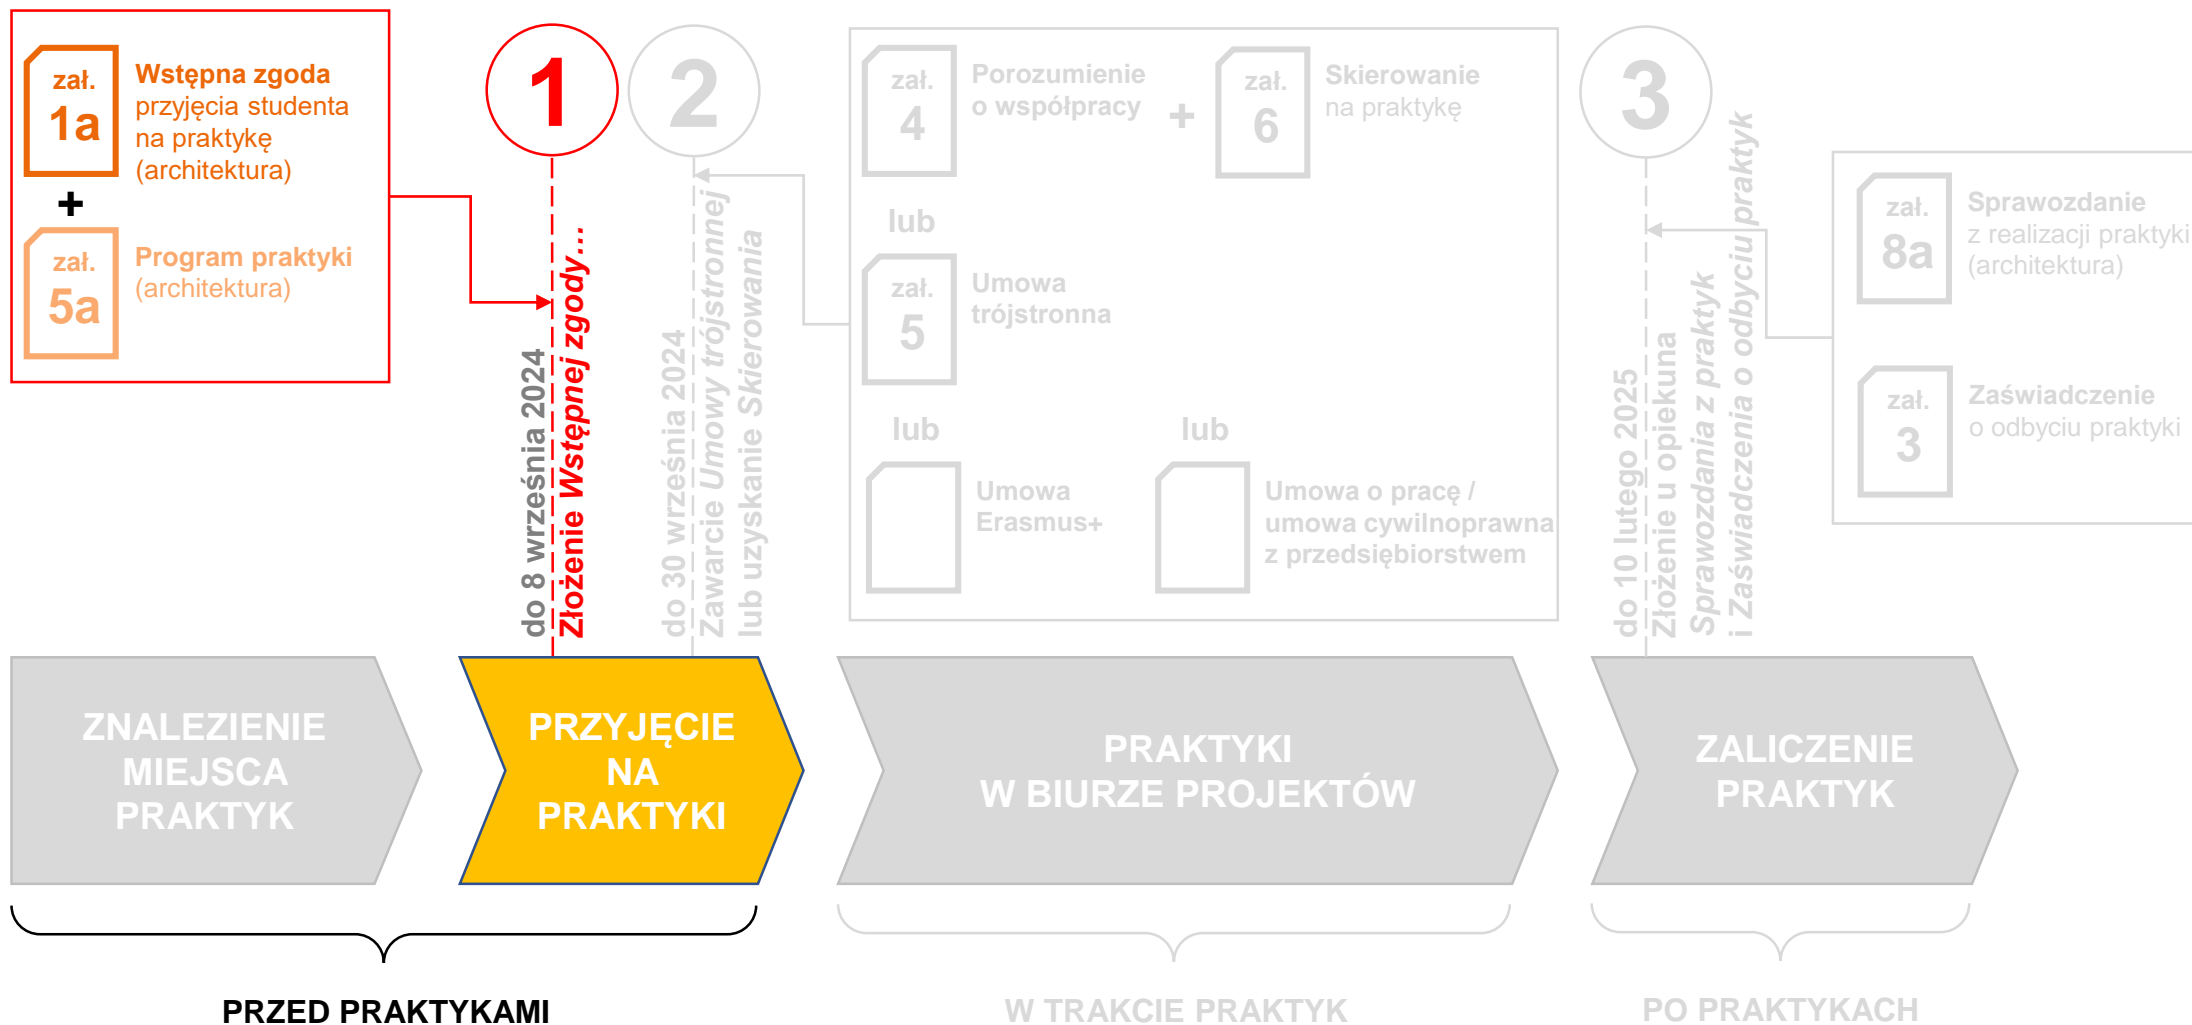 zał.
1a
Wstępna zgoda
przyjęcia studenta
na praktykę
(architektura)
+
zał.
5a
Program praktyki
(architektura)
1
do 8 września 2024
Złożenie Wstępnej zgody...
2
do 30 września 2024
Zawarcie Umowy trójstronnej
lub uzyskanie Skierowania
zał.
4
Porozumienie
o współpracy
+
zał.
6
Skierowanie
na praktykę
lub
zał.
5
Umowa
trójstronna
lub
Umowa
Erasmus+
lub
Umowa o pracę /
umowa cywilnoprawna
z przedsiębiorstwem
3
do 10 lutego 2025
Złożenie u opiekuna
Sprawozdania z praktyk
i Zaświadczenia o odbyciu praktyk
zał.
8a
Sprawozdanie
z realizacji praktyki
(architektura)
zał.
3
Zaświadczenie
o odbyciu praktyki
ZNALEZIENIE
MIEJSCA
PRAKTYK
PRZYJĘCIE
NA
PRAKTYKI
PRAKTYKI
W BIURZE PROJEKTÓW
ZALICZENIE
PRAKTYK
PRZED PRAKTYKAMI
W TRAKCIE PRAKTYK
PO PRAKTYKACH